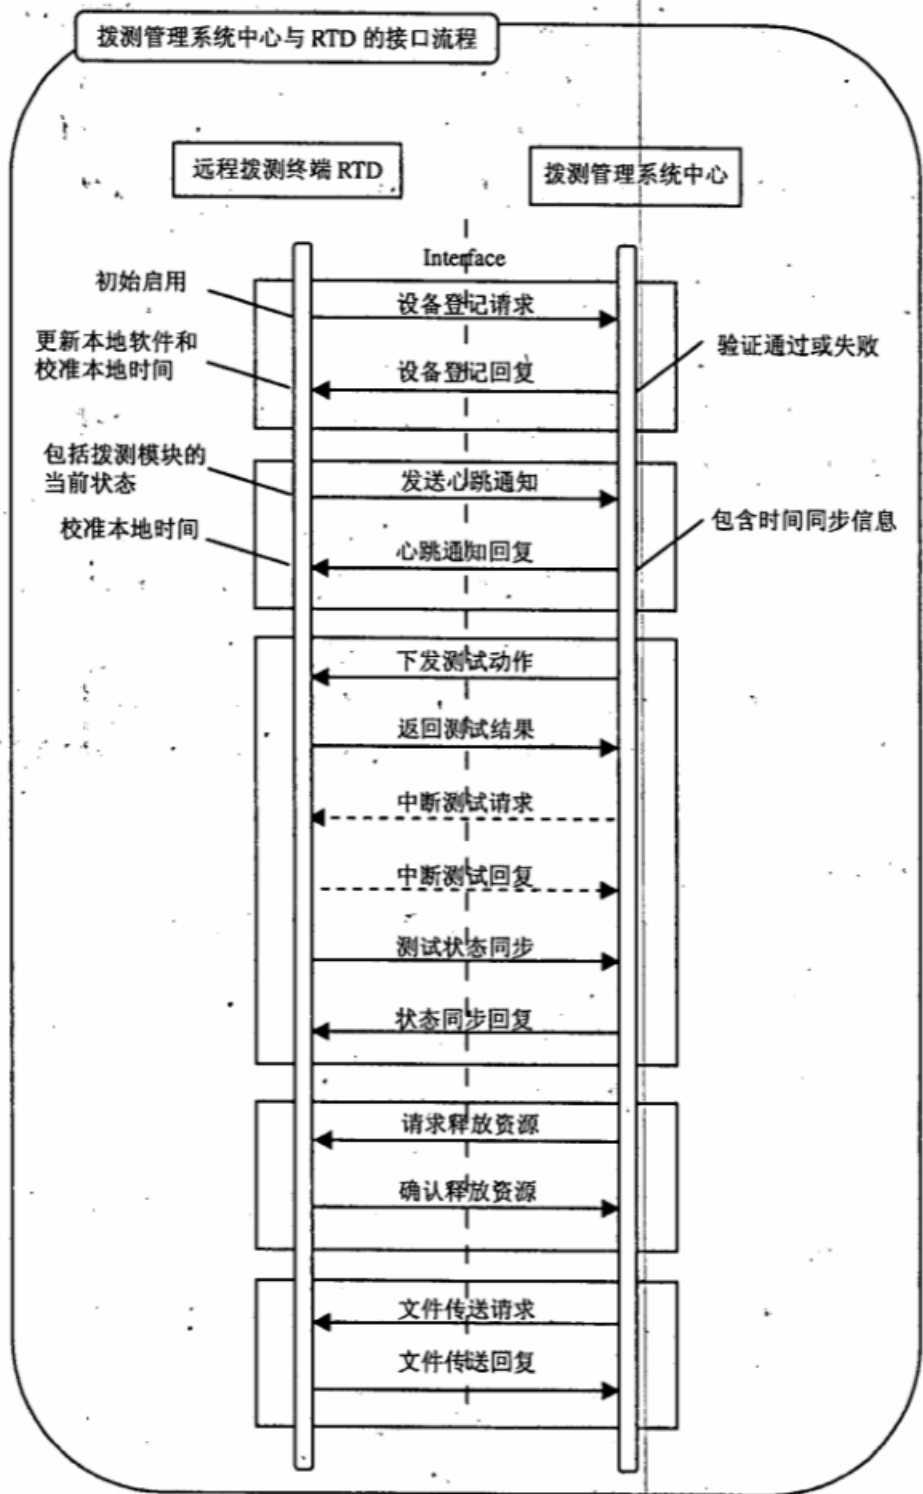 拨测管理系统中心与 RTD 的接口流程
远程拨测终端 RTD
拨测管理系统中心
Interface
初始启用
设备登记请求
更新本地软件和
校准本地时间
验证通过或失败
设备登记回复
包括拨测模块的
当前状态
发送心跳通知
校准本地时间
包含时间同步信息
心跳通知回复
下发测试动作
返回测试结果
中断测试请求
中断测试回复
测试状态同步
状态同步回复
请求释放资源
确认释放资源
文件传送请求
文件传送回复